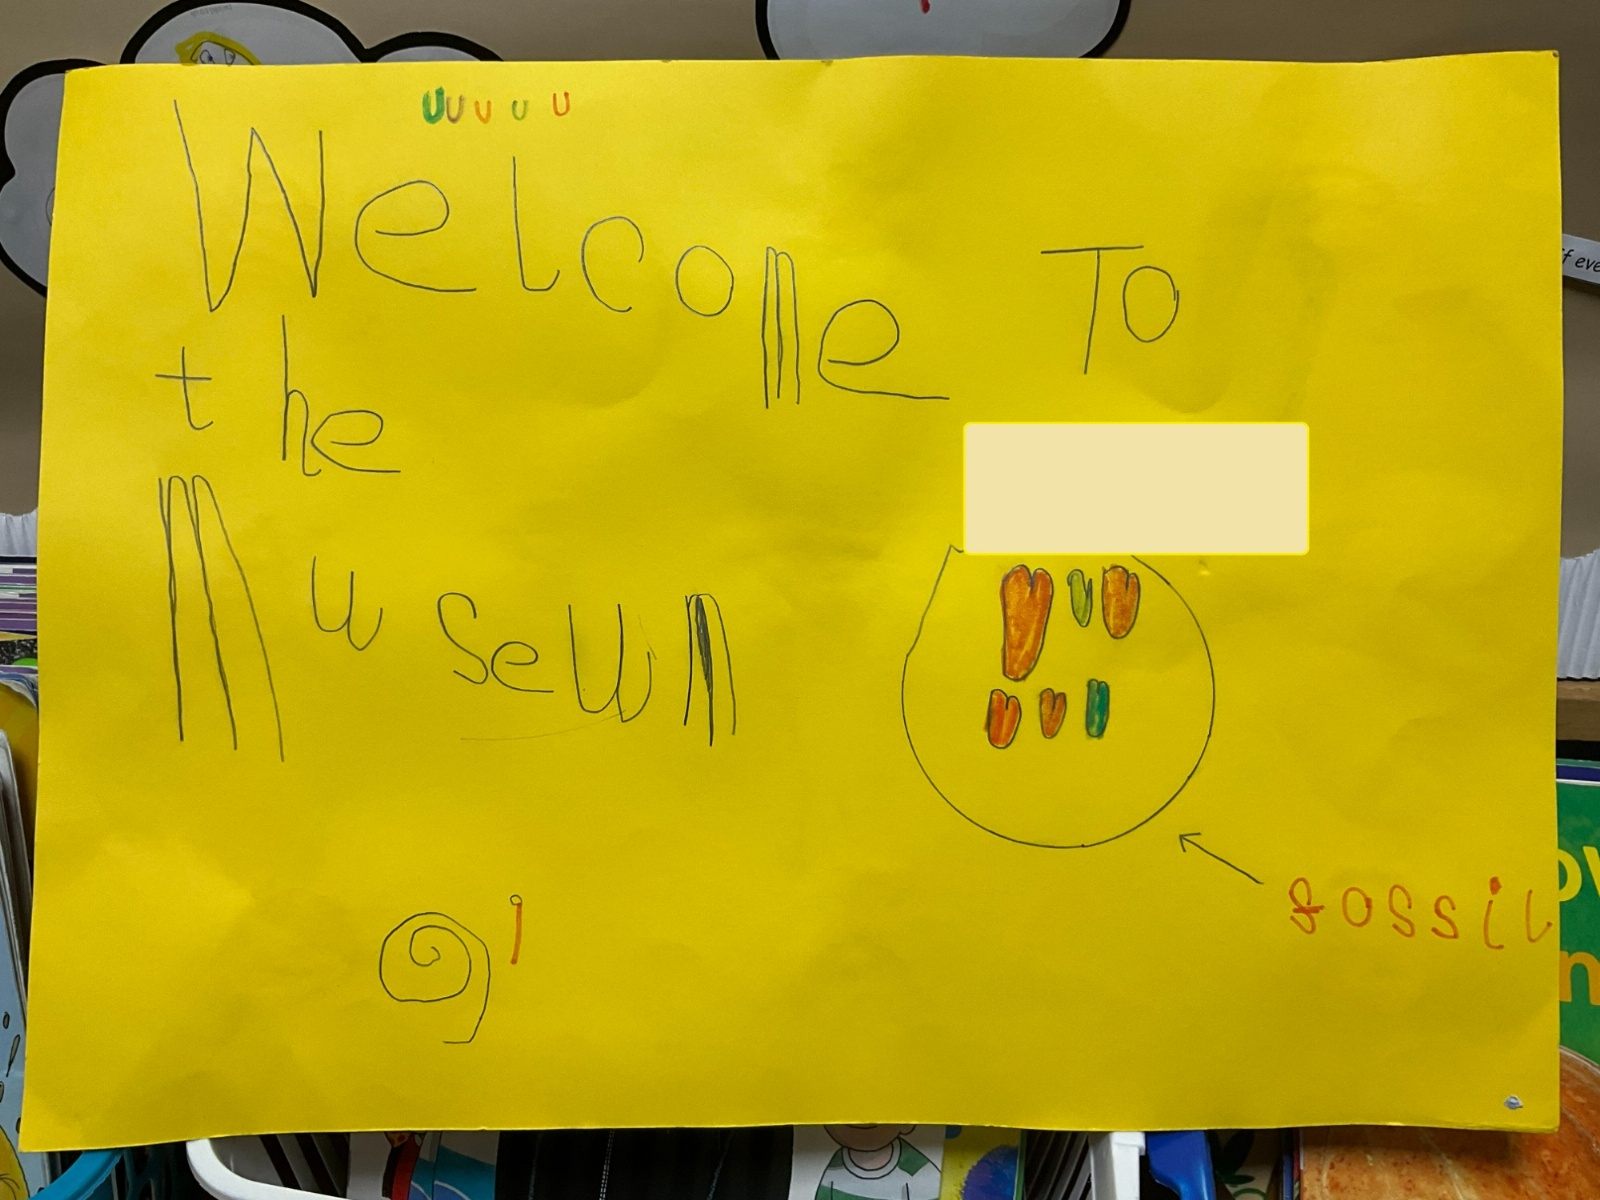 Welcome To
the
Museum
fossil